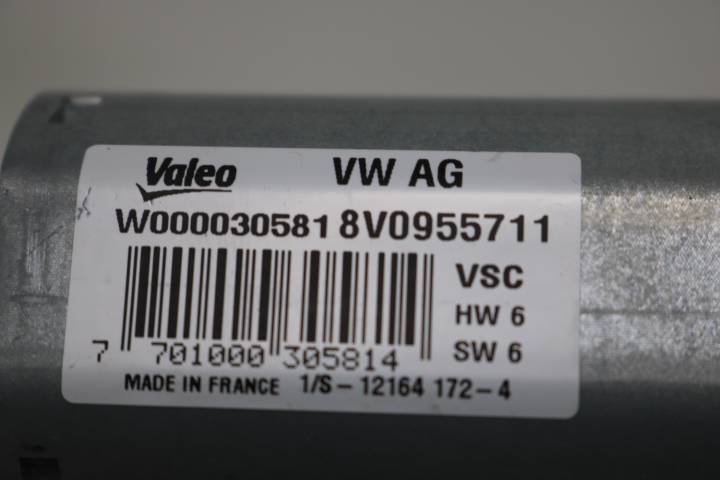 Valeo VW AG
W000030581 8V0955711
VSC
HW 6
SW 6
7 701000 305814
MADE IN FRANCE 1/S-12164 172-4